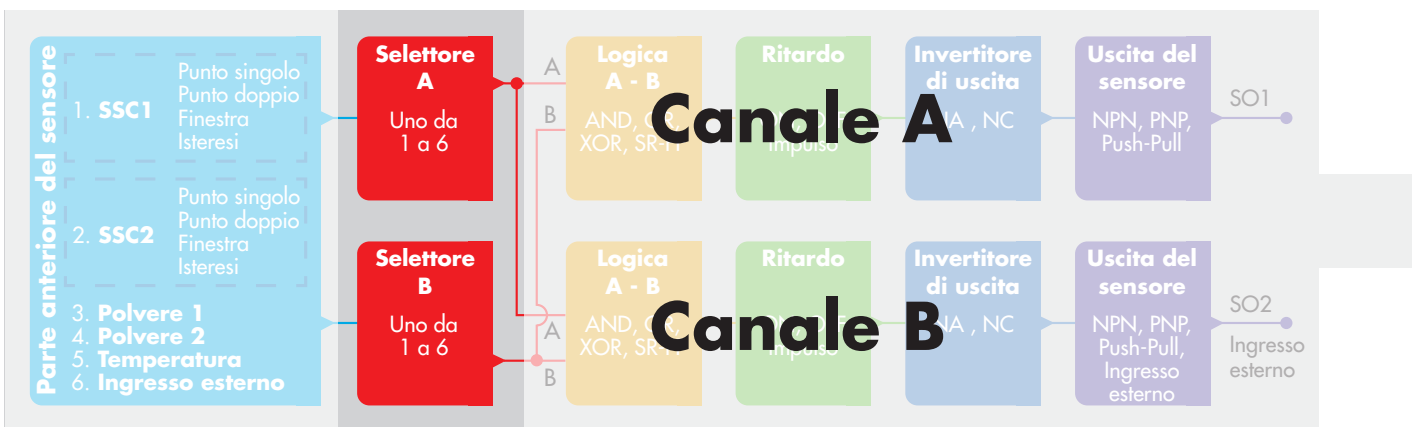 Parte anteriore del sensore
1. SSC1
Punto singolo
Punto doppio
Finestra
Isteresi
2. SSC2
Punto singolo
Punto doppio
Finestra
Isteresi
3. Polvere 1
4. Polvere 2
5. Temperatura
6. Ingresso esterno
Selettore
A
Uno da
1 a 6
Selettore
B
Uno da
1 a 6
A
B
Logica
A - B
AND, OR,
XOR,
Ritardo
Impulso
Invertitore
di uscita
NA , NC
Uscita del
sensore
NPN, PNP,
Push-Pull
SO1
Canale A
A
B
Logica
A - B
AND, OR,
XOR,
Ritardo
Impulso
Invertitore
di uscita
NA , NC
Uscita del
sensore
NPN, PNP,
Push-Pull,
Ingresso
esterno
SO2
Ingresso
esterno
Canale B